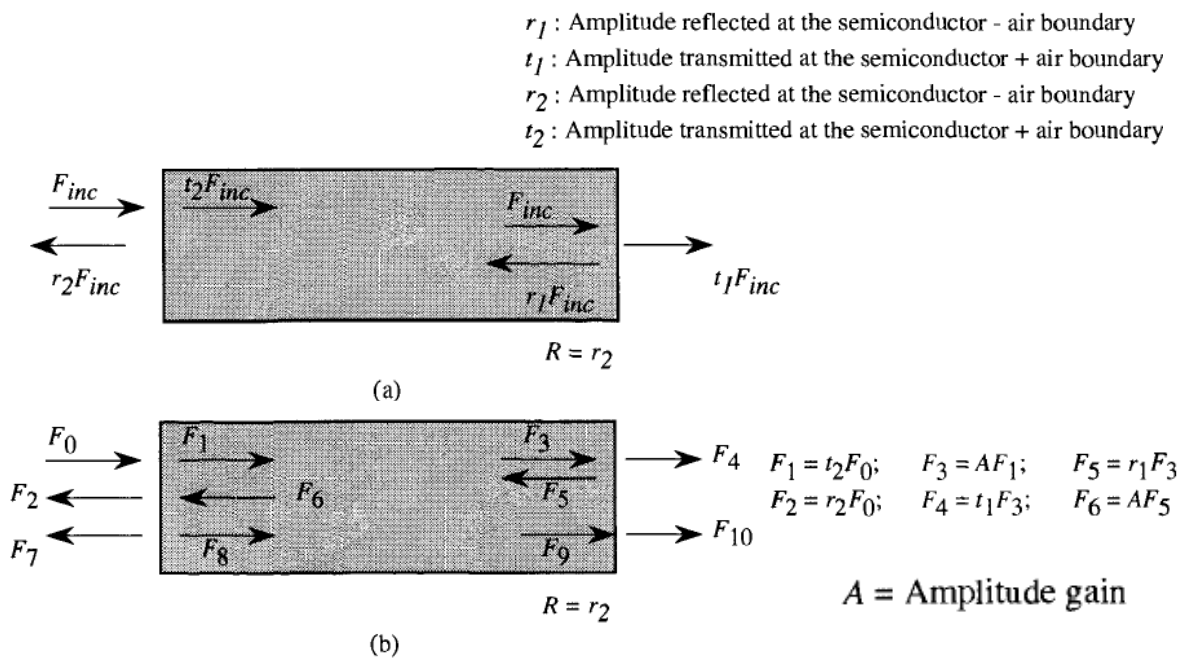 r1 : Amplitude reflected at the semiconductor - air boundary
t1 : Amplitude transmitted at the semiconductor + air boundary
r2 : Amplitude reflected at the semiconductor - air boundary
t2 : Amplitude transmitted at the semiconductor + air boundary
Finc t2Finc Finc
r2Finc r1Finc t1Finc
R = r2
(a)
F0 F1 F3 F4 F1 = t2F0; F3 = AF1; F5 = r1F3
F2 F6 F5 F2 = r2F0; F4 = t1F3; F6 = AF5
F7 F8 F9 F10
R = r2 A = Amplitude gain
(b)